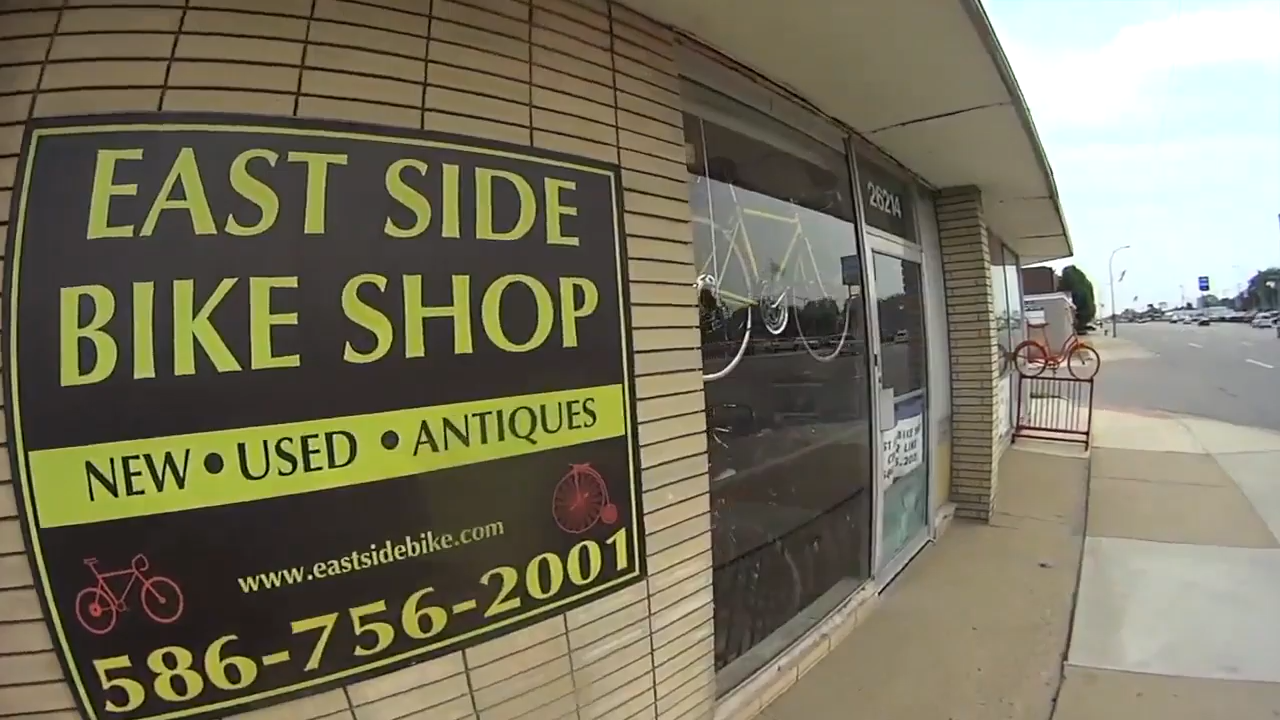 EAST SIDE
BIKE SHOP
NEW • USED • ANTIQUES
www.eastsidebike.com
586-756-2001
26214